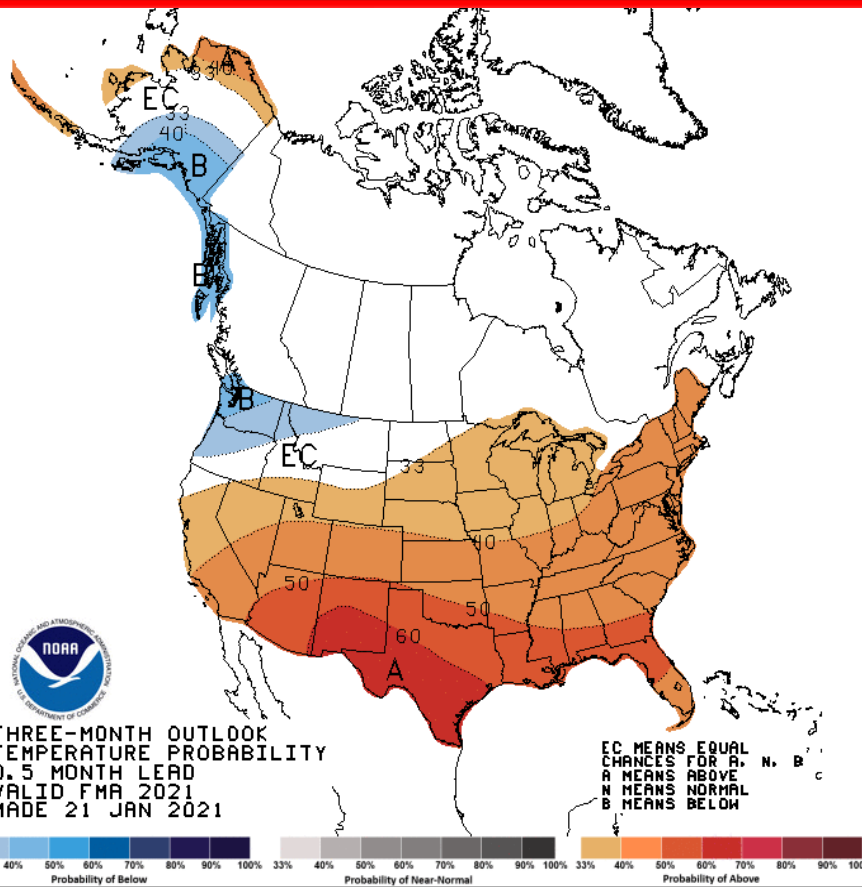 A
EC
33
40
B
B
B
EC
33
40
50
50
60
A
NATIONAL OCEANIC AND ATMOSPHERIC ADMINISTRATION
NOAA
U.S. DEPARTMENT OF COMMERCE
THREE-MONTH OUTLOOK
TEMPERATURE PROBABILITY
0.5 MONTH LEAD
VALID FMA 2021
MADE 21 JAN 2021
EC MEANS EQUAL
CHANCES FOR A, N, B
A MEANS ABOVE
N MEANS NORMAL
B MEANS BELOW
40% 50% 60% 70% 80% 90% 100% 33% 40% 50% 60% 70% 80% 90% 100% 33% 40% 50% 60% 70% 80% 90% 100
Probability of Below Probability of Near-Normal Probability of Above